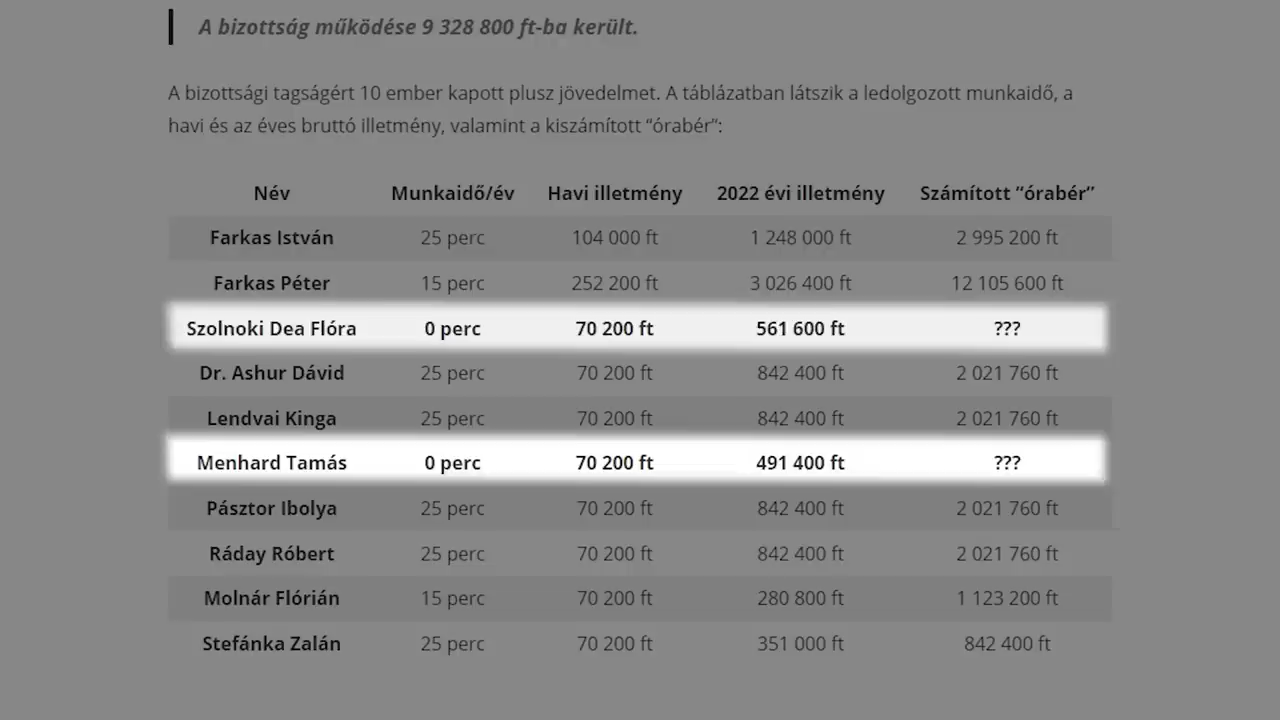 A bizottság működése 9 328 800 ft-ba került.
A bizottsági tagságért 10 ember kapott plusz jövedelmet. A táblázatban látszik a ledolgozott munkaidő, a
havi és az éves bruttó illetmény, valamint a kiszámított “órabér“:
Név Munkaidő/év Havi illetmény 2022 évi illetmény Számított “órabér”
Farkas István 25 perc 104 000 ft 1 248 000 ft 2 995 200 ft
Farkas Péter 15 perc 252 200 ft 3 026 400 ft 12 105 600 ft
Szolnoki Dea Flóra 0 perc 70 200 ft 561 600 ft ???
Dr. Ashur Dávid 25 perc 70 200 ft 842 400 ft 2 021 760 ft
Lendvai Kinga 25 perc 70 200 ft 842 400 ft 2 021 760 ft
Menhard Tamás 0 perc 70 200 ft 491 400 ft ???
Pásztor Ibolya 25 perc 70 200 ft 842 400 ft 2 021 760 ft
Ráday Róbert 25 perc 70 200 ft 842 400 ft 2 021 760 ft
Molnár Flórián 15 perc 70 200 ft 280 800 ft 1 123 200 ft
Stefánka Zalán 25 perc 70 200 ft 351 000 ft 842 400 ft